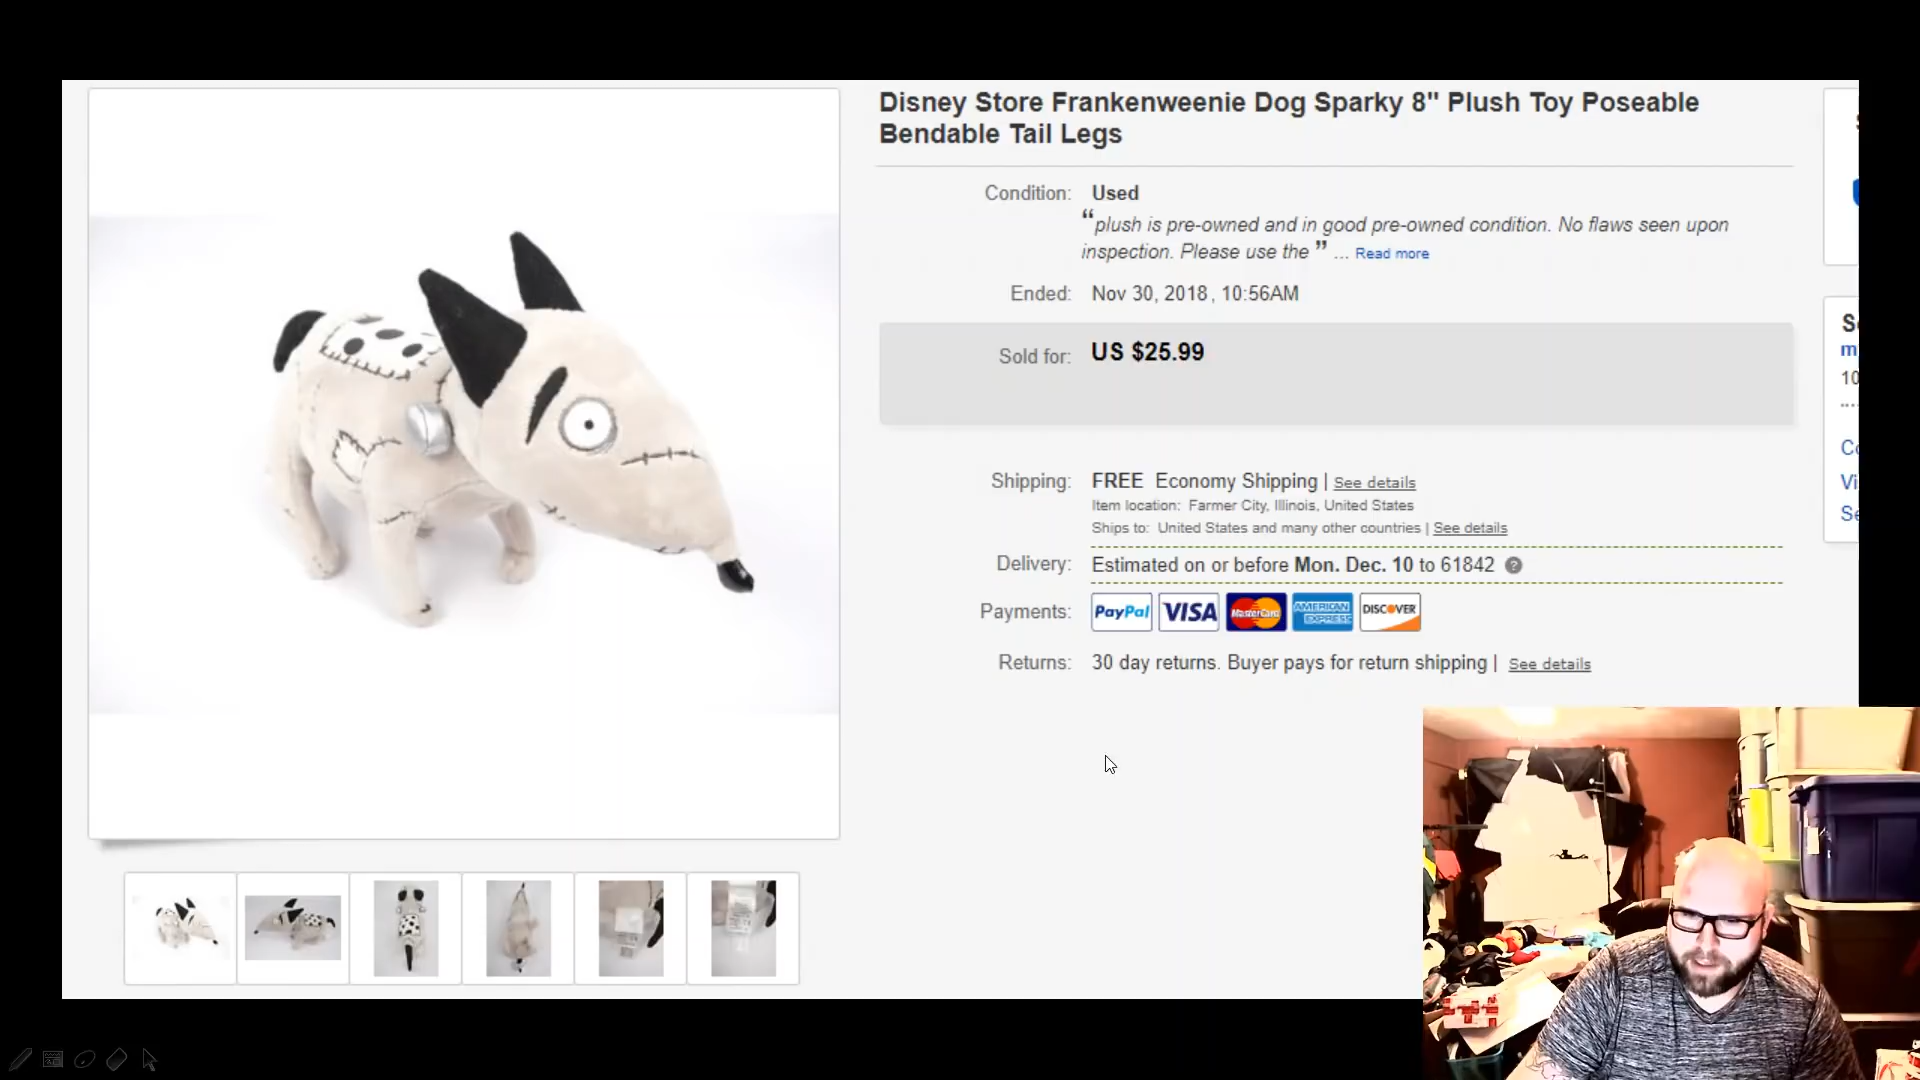 Disney Store Frankenweenie Dog Sparky 8" Plush Toy Poseable
Bendable Tail Legs
Condition: Used
“plush is pre-owned and in good pre-owned condition. No flaws seen upon
inspection. Please use the ” ... Read more
Ended: Nov 30, 2018 , 10:56AM
Sold for: US $25.99
Shipping: FREE Economy Shipping | See details
Item location: Farmer City, Illinois, United States
Ships to: United States and many other countries | See details
Delivery: Estimated on or before Mon. Dec. 10 to 61842 ?
Payments: PayPal VISA MasterCard AMERICAN EXPRESS DISCOVER
Returns: 30 day returns. Buyer pays for return shipping | See details